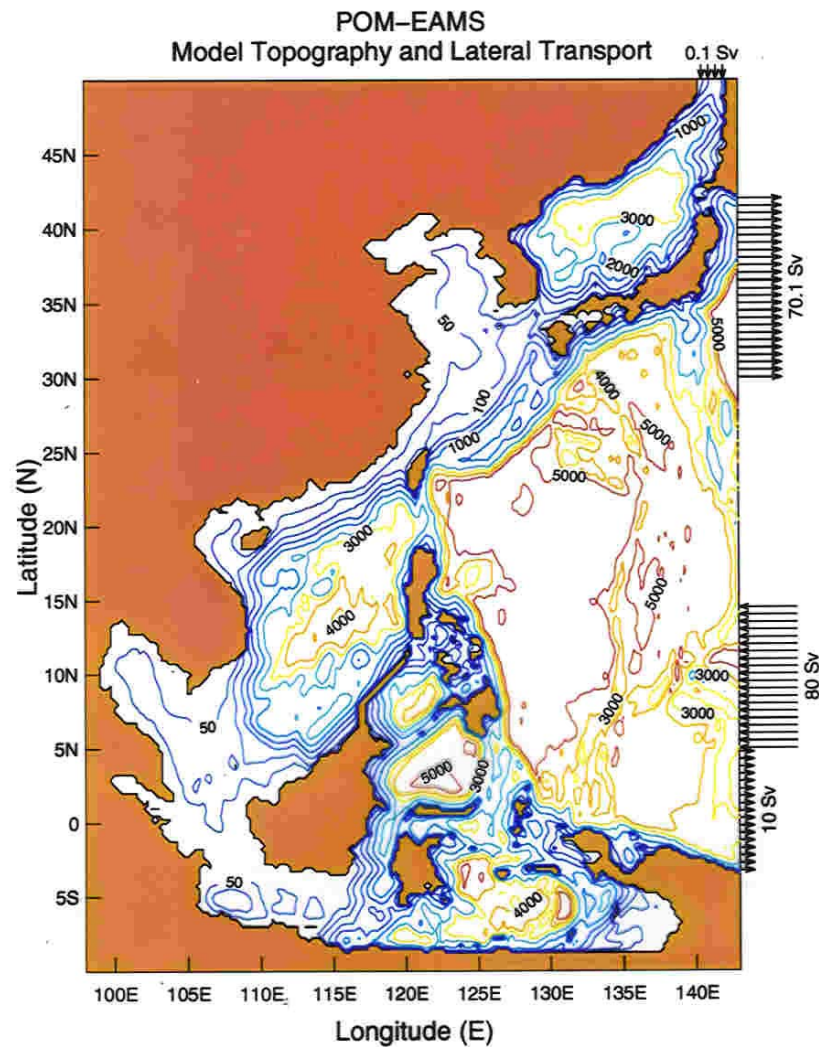 POM–EAMS
Model Topography and Lateral Transport
0.1 Sv
1000
45N
3000
40N
2000
70.1 Sv
35N
50
5000
30N
4000
100
5000
25N
1000
5000
Latitude (N)
20N
3000
5000
15N
4000
80 Sv
10N
3000
3000
50
3000
5N
5000
3000
10 Sv
0
50
4000
5S
100E
105E
110E
115E
120E
125E
130E
135E
140E
Longitude (E)